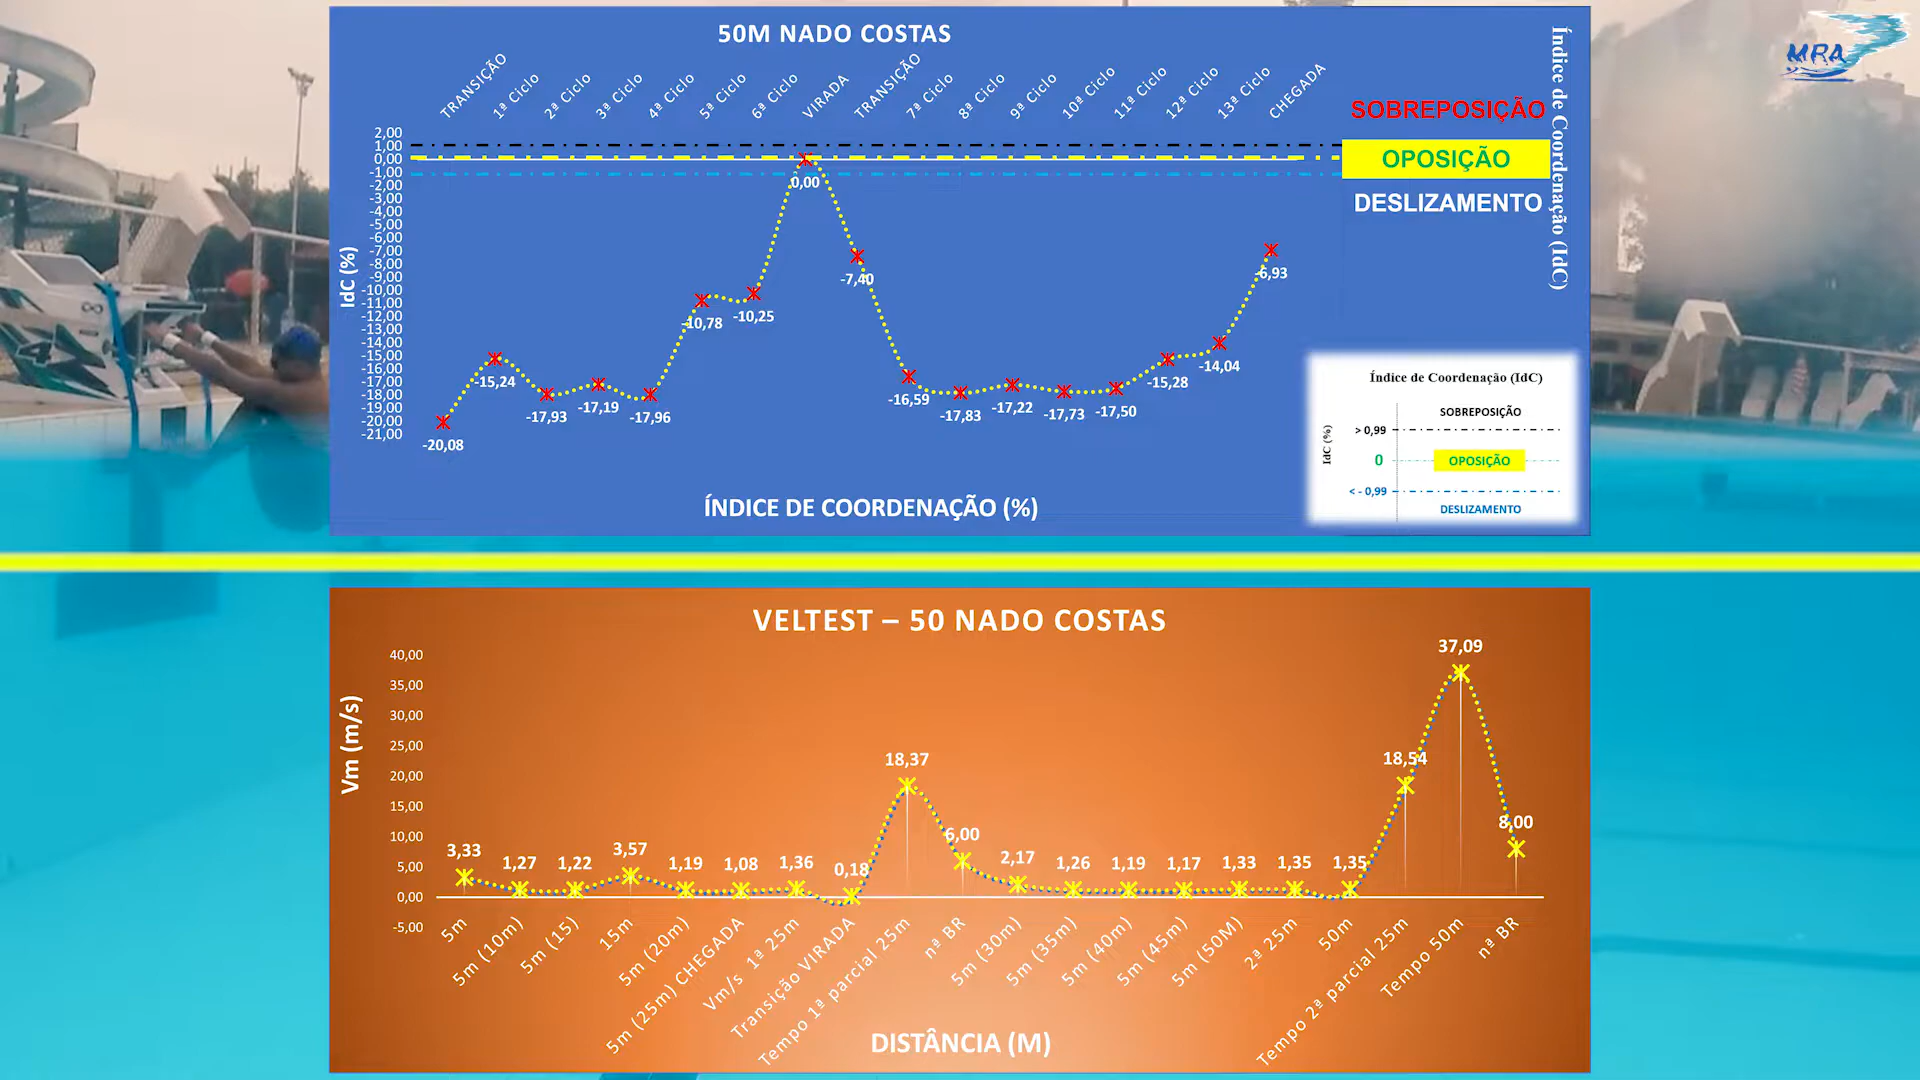 MRA
50M NADO COSTAS
TRANSIÇÃO
1ª Ciclo
2ª Ciclo
3ª Ciclo
4ª Ciclo
5ª Ciclo
6ª Ciclo
VIRADA
TRANSIÇÃO
7ª Ciclo
8ª Ciclo
9ª Ciclo
10ª Ciclo
11ª Ciclo
12ª Ciclo
13ª Ciclo
CHEGADA
2,00
1,00
0,00
-1,00
-2,00
-3,00
-4,00
-5,00
-6,00
-7,00
-8,00
-9,00
-10,00
-11,00
-12,00
-13,00
-14,00
-15,00
-16,00
-17,00
-18,00
-19,00
-20,00
-21,00
IdC (%)
-20,08
-15,24
-17,93
-17,19
-17,96
-10,78
-10,25
0,00
-7,40
-16,59
-17,83
-17,22
-17,73
-17,50
-15,28
-14,04
-6,93
ÍNDICE DE COORDENAÇÃO (%)
SOBREPOSIÇÃO
OPOSIÇÃO
DESLIZAMENTO
Índice de Coordenação (IdC)
Índice de Coordenação (IdC)
SOBREPOSIÇÃO
> 0,99
IdC (%)
0
OPOSIÇÃO
< - 0,99
DESLIZAMENTO
VELTEST – 50 NADO COSTAS
Vm (m/s)
40,00
35,00
30,00
25,00
20,00
15,00
10,00
5,00
0,00
-5,00
3,33
1,27
1,22
3,57
1,19
1,08
1,36
0,18
18,37
6,00
2,17
1,26
1,19
1,17
1,33
1,35
1,35
18,54
37,09
8,00
5m
5m (10m)
5m (15)
15m
5m (20m)
5m (25m) CHEGADA
Vm/s 1ª 25m
Transição VIRADA
Tempo 1ª parcial 25m
nª BR
5m (30m)
5m (35m)
5m (40m)
5m (45m)
5m (50M)
2ª 25m
50m
Tempo 2ª parcial 25m
Tempo 50m
nª BR
DISTÂNCIA (M)